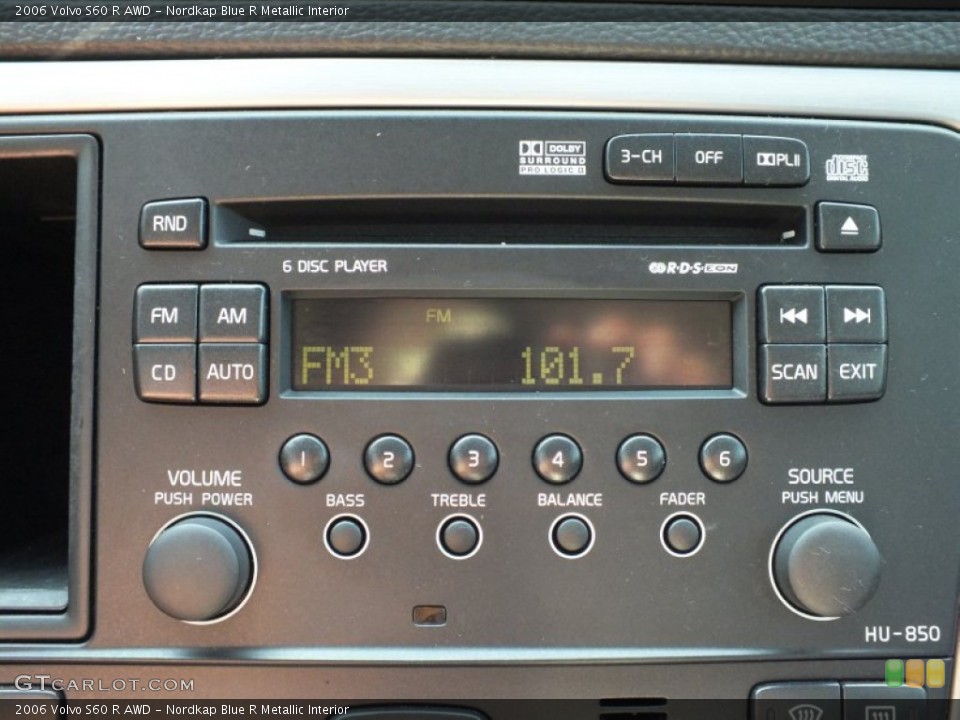 2006 Volvo S60 R AWD - Nordkap Blue R Metallic Interior
DOLBY
SURROUND
PRO LOGIC II
3-CH OFF PLII
DISC
RND
6 DISC PLAYER
R·D·S·EON
FM AM
CD AUTO
FM
FM3 101.7
SCAN EXIT
1 2 3 4 5 6
VOLUME
PUSH POWER
BASS TREBLE BALANCE FADER
SOURCE
PUSH MENU
HU-850
GTCARLOT.COM
2006 Volvo S60 R AWD - Nordkap Blue R Metallic Interior